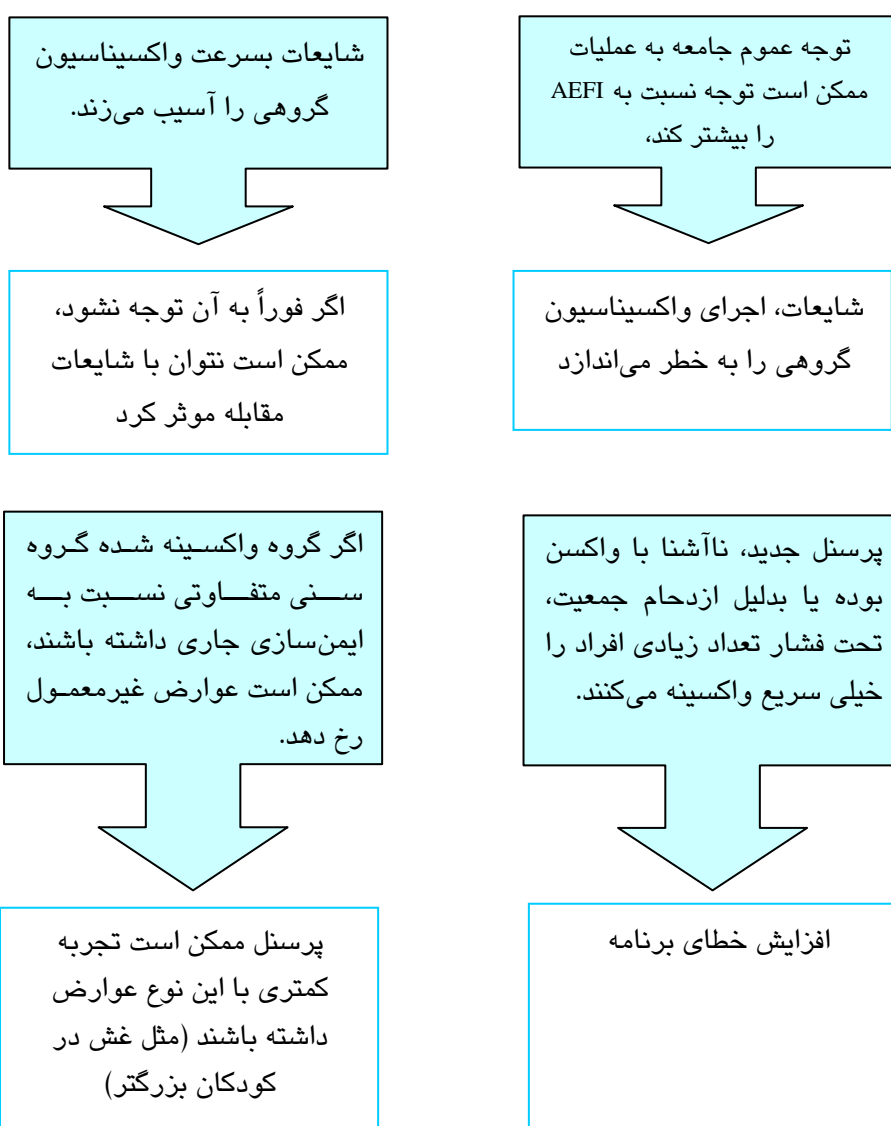 توجه عموم جامعه به عملیات
ممکن است توجه نسبت به AEFI
را بیشتر کند،
شایعات، اجرای واکسیناسیون
گروهی را به خطر می‌اندازد
شایعات بسرعت واکسیناسیون
گروهی را آسیب می‌زند.
اگر فوراً به آن توجه نشود،
ممکن است نتوان با شایعات
مقابله موثر کرد
پرسنل جدید، ناآشنا با واکسن
بوده یا بدلیل ازدحام جمعیت،
تحت فشار تعداد زیادی افراد را
خیلی سریع واکسینه می‌کنند.
افزایش خطای برنامه
اگر گروه واکسینه شده گروه
سنی متفاوتی نسبت به
ایمن‌سازی جاری داشته باشند،
ممکن است عوارض غیرمعمول
رخ دهد.
پرسنل ممکن است تجربه
کمتری با این نوع عوارض
داشته باشند (مثل غش در
کودکان بزرگتر)